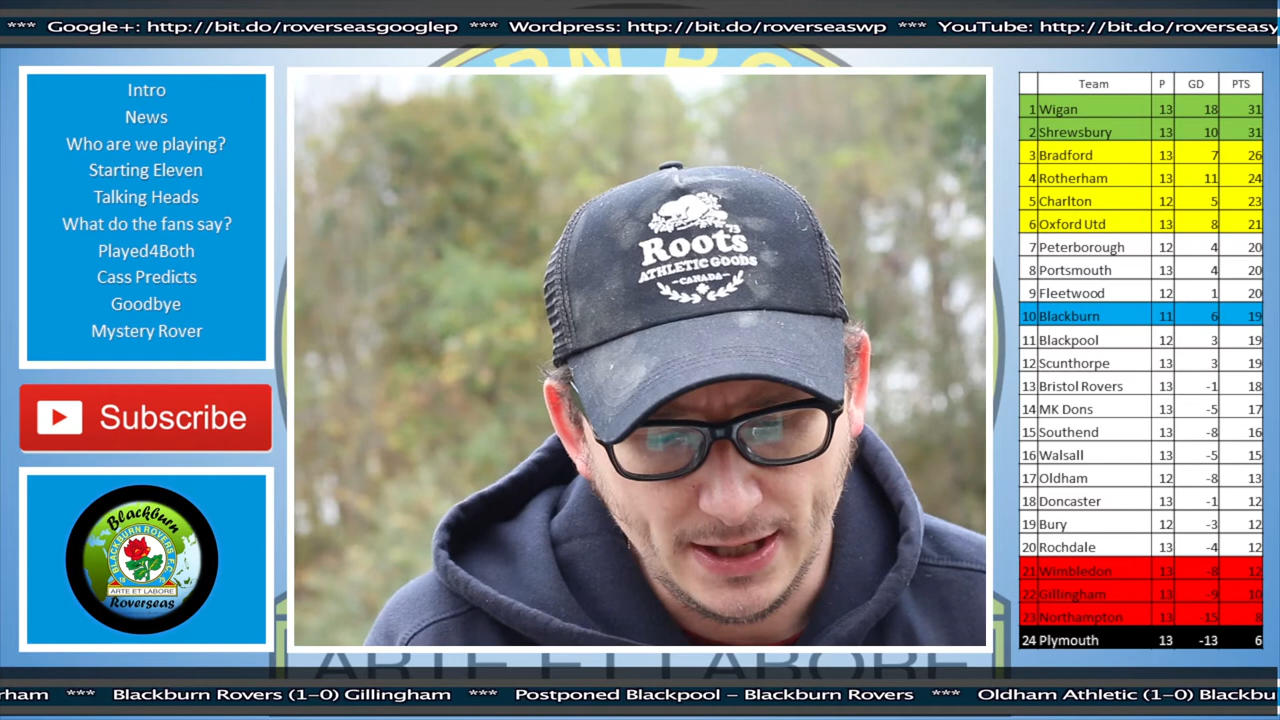 *** Google+: http://bit.do/roverseasgooglep *** Wordpress: http://bit.do/roverseaswp *** YouTube: http://bit.do/roverseasy
Intro
News
Who are we playing?
Starting Eleven
Talking Heads
What do the fans say?
Played4Both
Cass Predicts
Goodbye
Mystery Rover
Subscribe
Blackburn
BLACKBURN ROVERS F.C.
18 75
ARTE ET LABORE
Roverseas
Roots
73
ATHLETIC GOODS
-CANADA-
Team P GD PTS
1 Wigan 13 18 31
2 Shrewsbury 13 10 31
3 Bradford 13 7 26
4 Rotherham 13 11 24
5 Charlton 12 5 23
6 Oxford Utd 13 8 21
7 Peterborough 12 4 20
8 Portsmouth 13 4 20
9 Fleetwood 12 1 20
10 Blackburn 11 6 19
11 Blackpool 12 3 19
12 Scunthorpe 13 3 19
13 Bristol Rovers 13 -1 18
14 MK Dons 13 -5 17
15 Southend 13 -8 16
16 Walsall 13 -5 15
17 Oldham 12 -8 13
18 Doncaster 13 -1 12
19 Bury 12 -3 12
20 Rochdale 13 -4 12
21 Wimbledon 13 -8 12
22 Gillingham 13 -9 10
23 Northampton 13 -15 8
24 Plymouth 13 -13 6
ARTE ET LABORE
rham *** Blackburn Rovers (1–0) Gillingham *** Postponed Blackpool – Blackburn Rovers *** Oldham Athletic (1–0) Blackbu